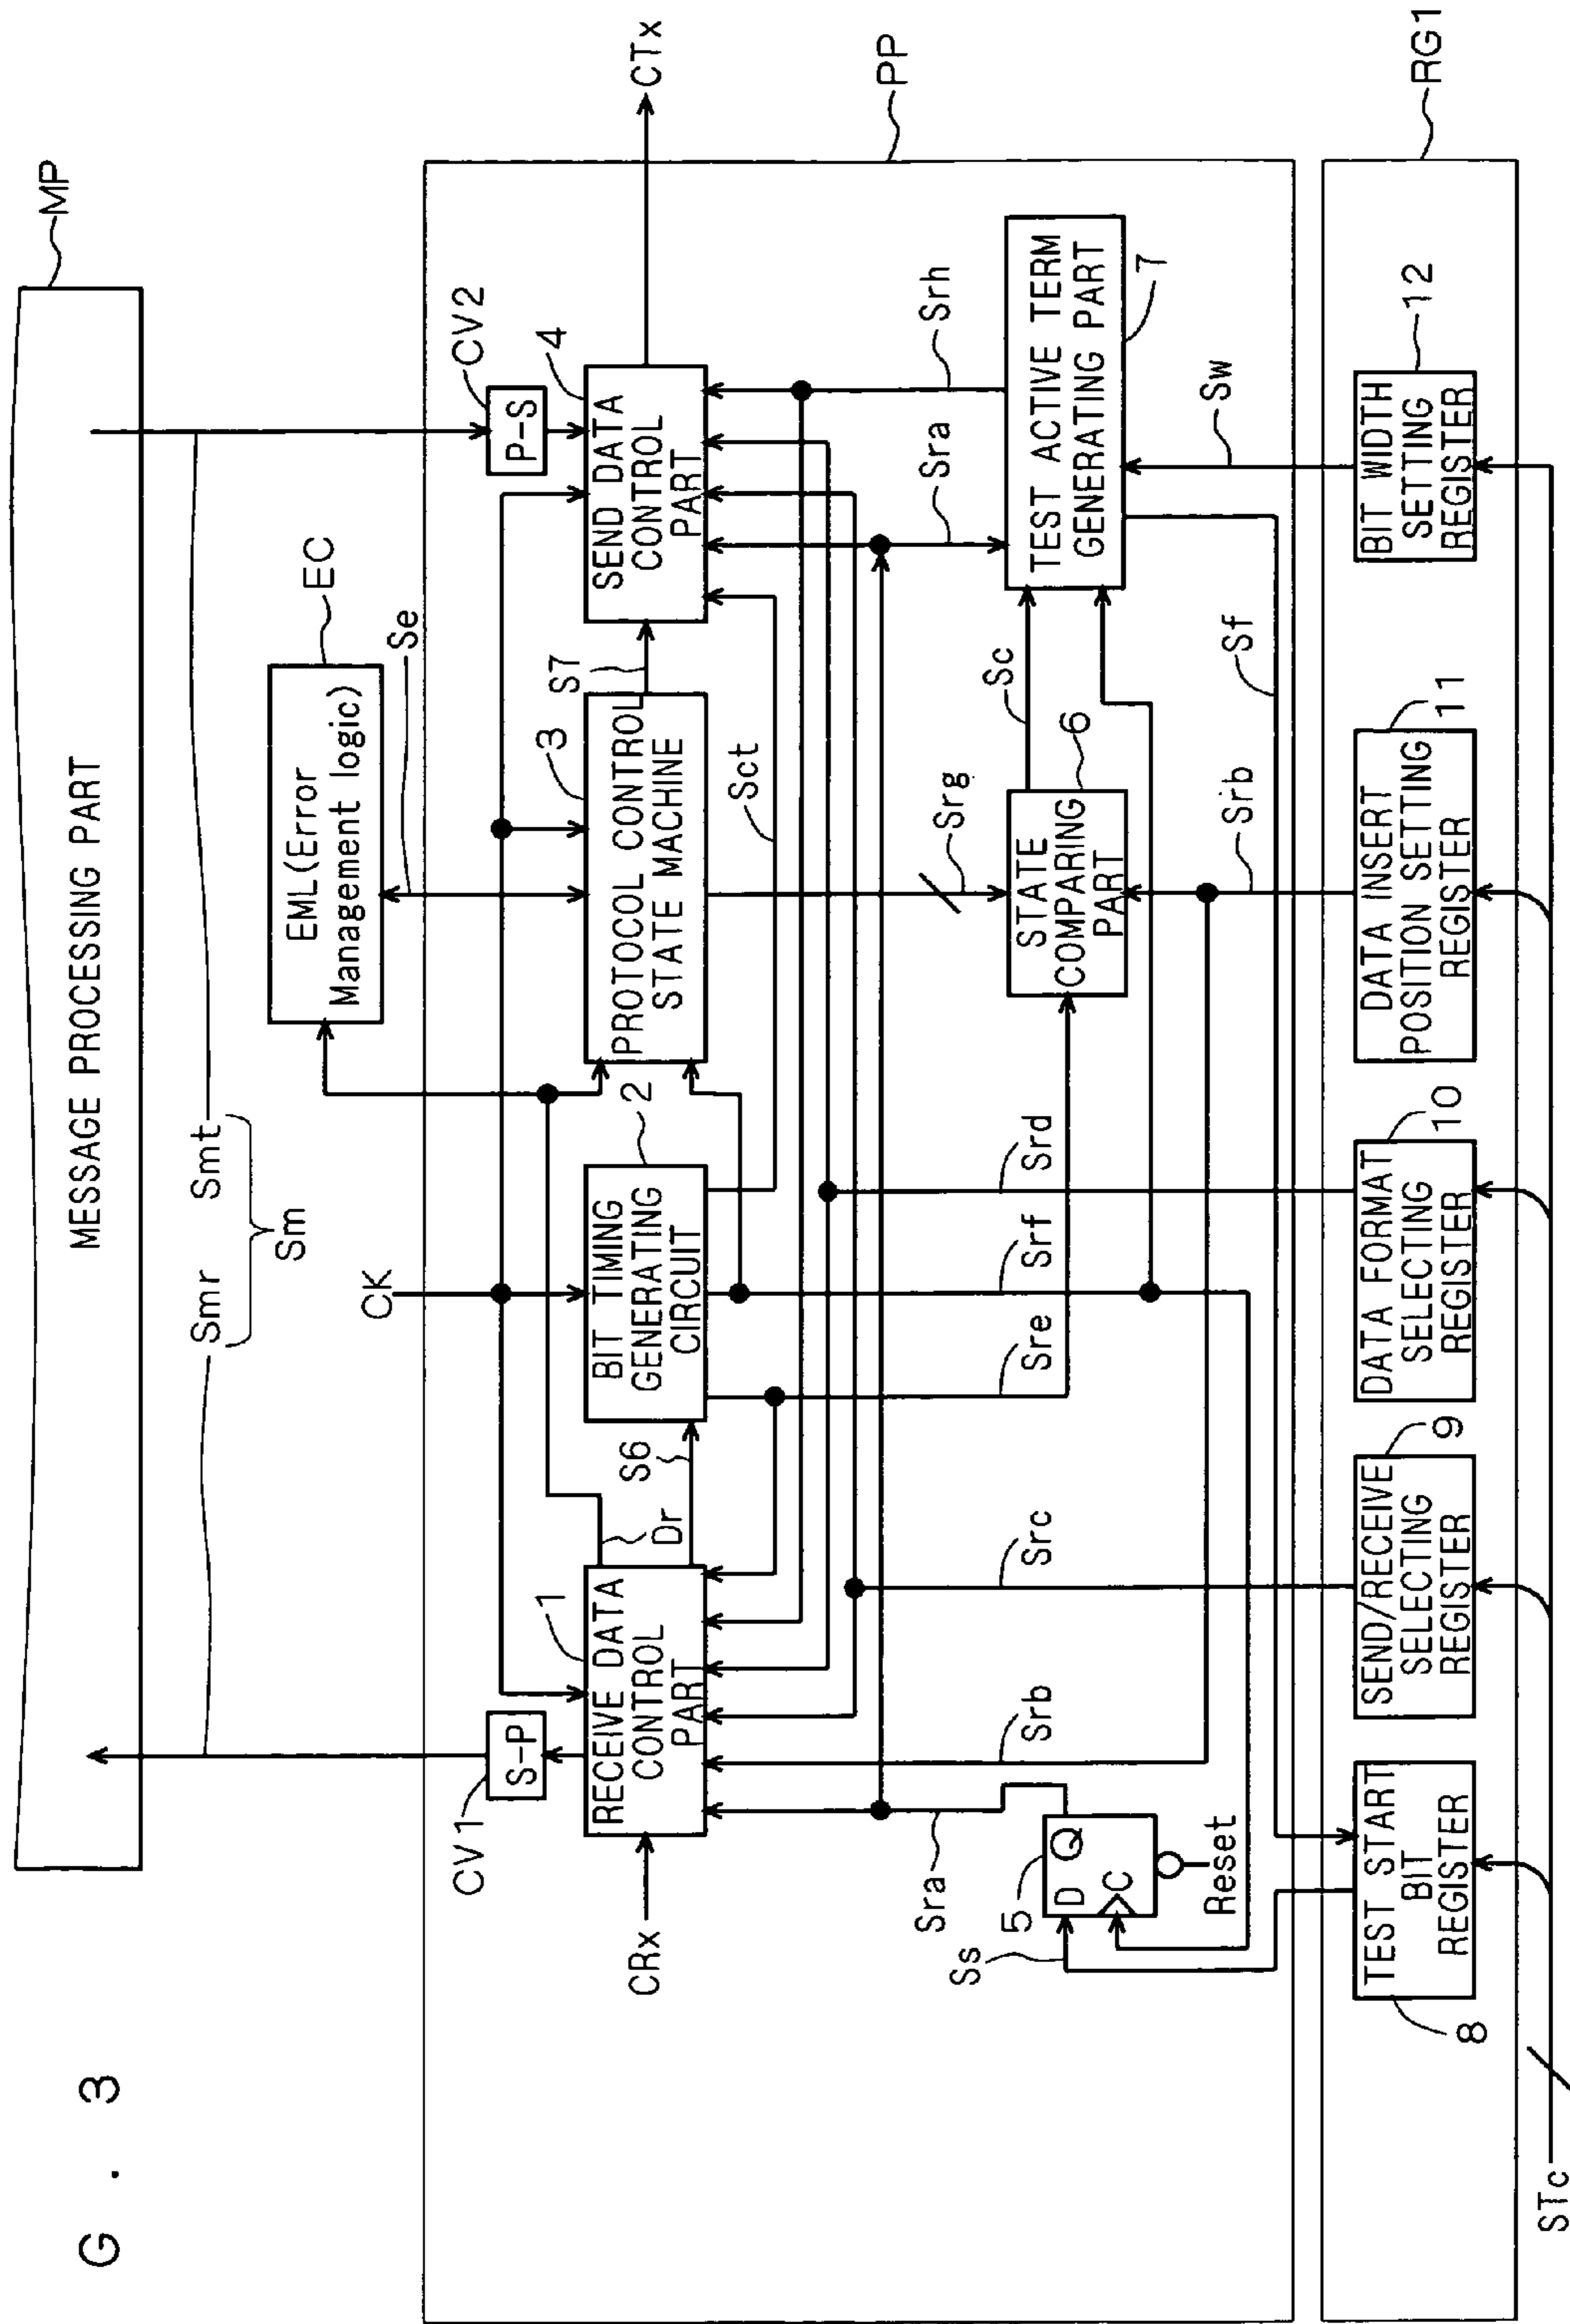 G . 3
MESSAGE PROCESSING PART
MP
Smr
Smt
Sm
EML(Error
Management logic)
EC
Se
CK
CV1
S-P
CV2
P-S
CRx
RECEIVE DATA
CONTROL
PART
1
Dr
S6
BIT TIMING
GENERATING
CIRCUIT
2
PROTOCOL CONTROL
STATE MACHINE
3
S7
SEND DATA
CONTROL
PART
4
CTx
Sct
PP
Sra
Srb
Src
Sre
Srf
Srd
Srg
Sc
Sra
Srh
Ss
5
D
Q
C
Reset
STATE
COMPARING
PART
6
TEST ACTIVE TERM
GENERATING PART
7
Srb
Sf
Sw
TEST START
BIT
REGISTER
8
SEND/RECEIVE
SELECTING
REGISTER
9
DATA FORMAT
SELECTING
REGISTER
10
DATA INSERT
POSITION SETTING
REGISTER
11
BIT WIDTH
SETTING
REGISTER
12
RG1
STc